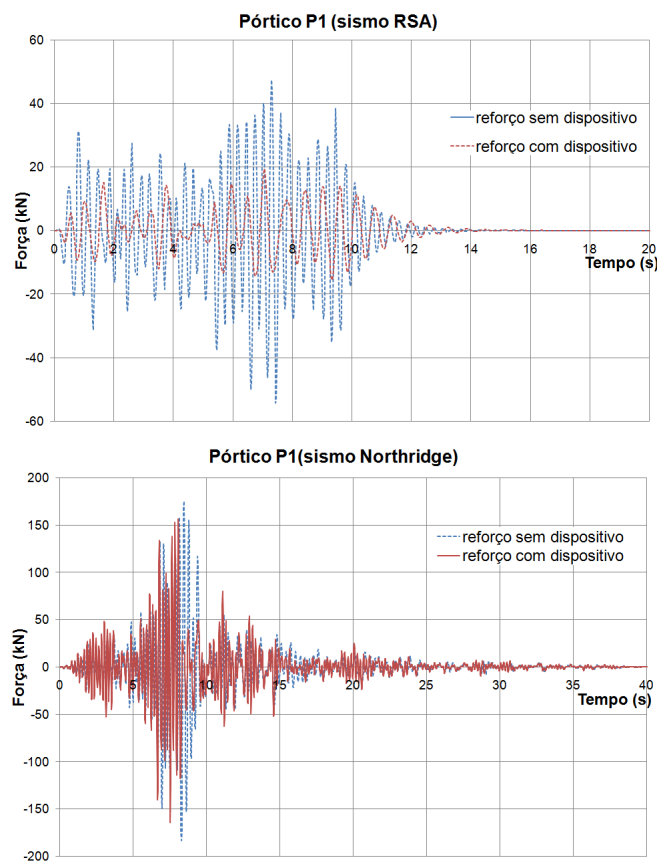 Pórtico P1 (sismo RSA)
60
40
20
0
-20
-40
-60
Força (kN)
reforço sem dispositivo
reforço com dispositivo
0 2 4 6 8 10 12 14 16 18 20
Tempo (s)
Pórtico P1(sismo Northridge)
200
150
100
50
0
-50
-100
-150
-200
Força (kN)
reforço sem dispositivo
reforço com dispositivo
0 5 10 15 20 25 30 35 40
Tempo (s)